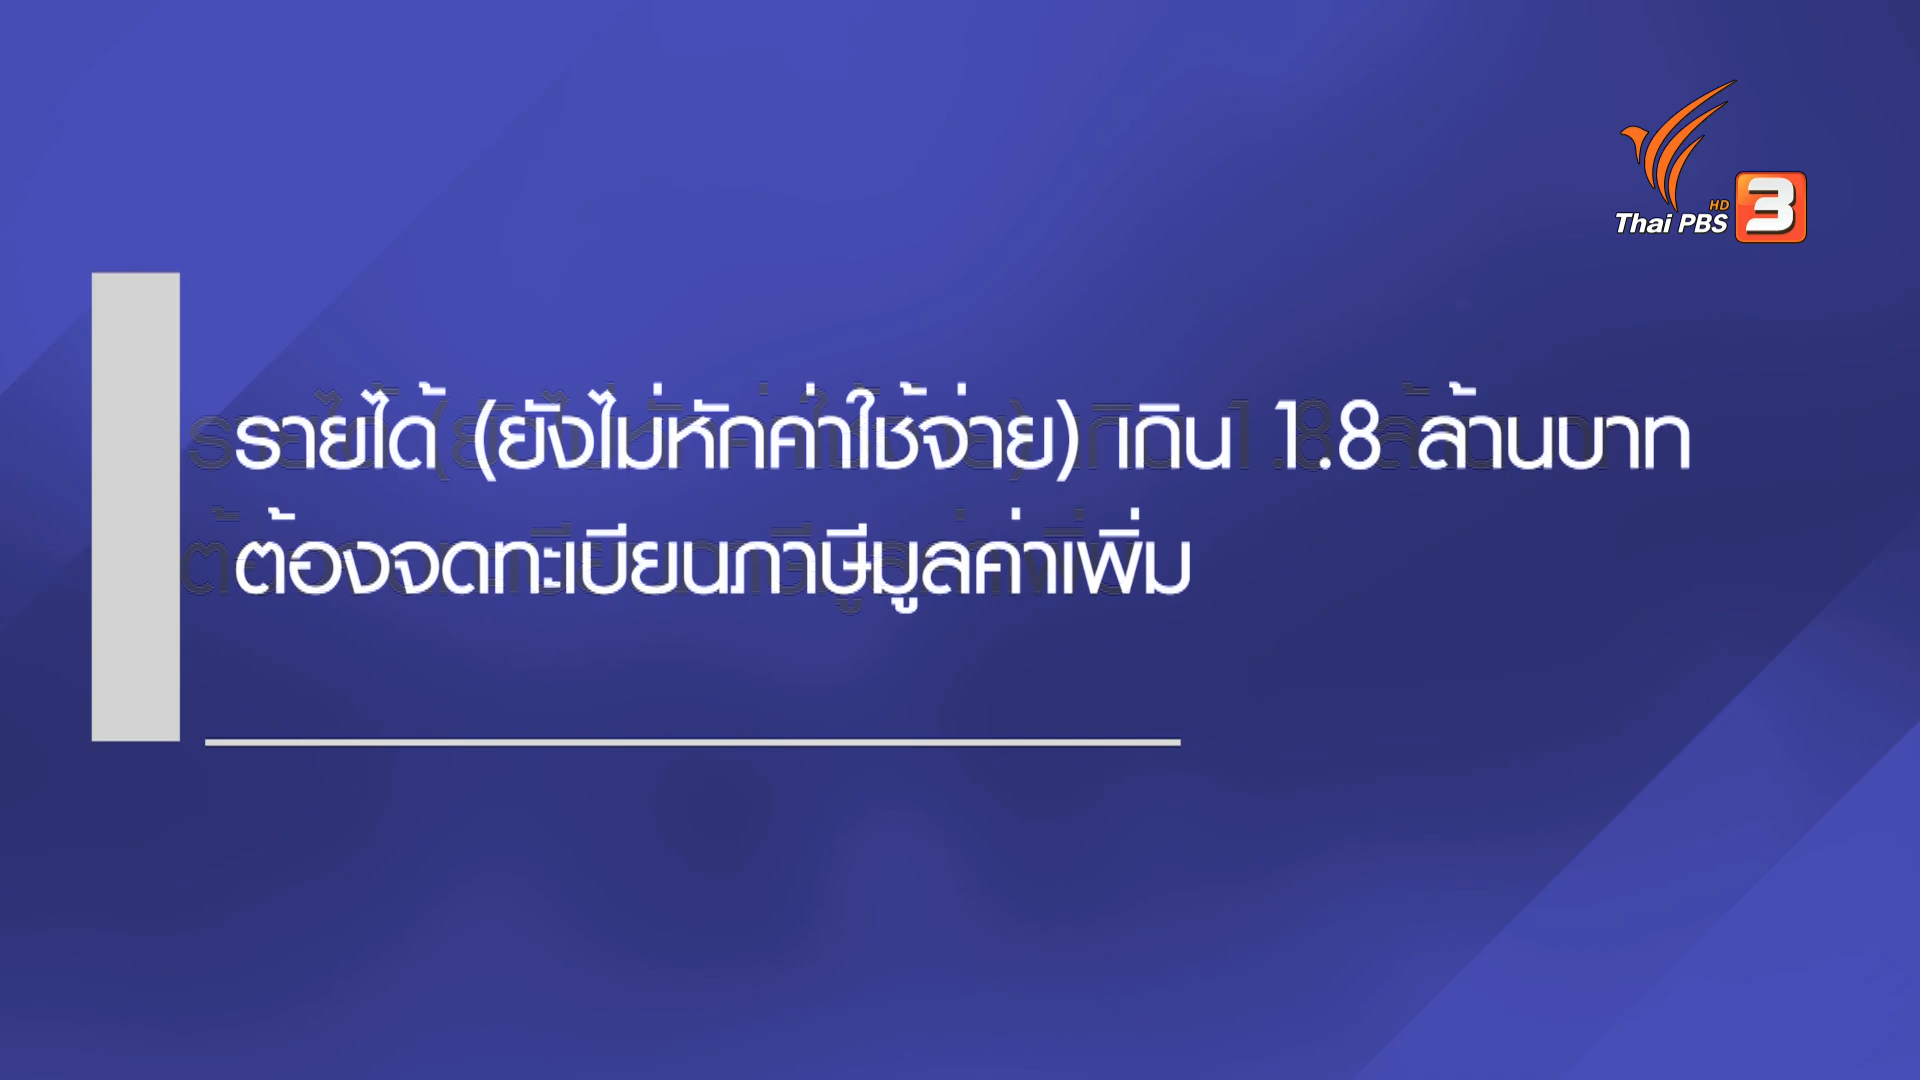 HD
Thai PBS 3
รายได้ (ยังไม่หักค่าใช้จ่าย) เกิน 1.8 ล้านบาท
ต้องจดทะเบียนภาษีมูลค่าเพิ่ม